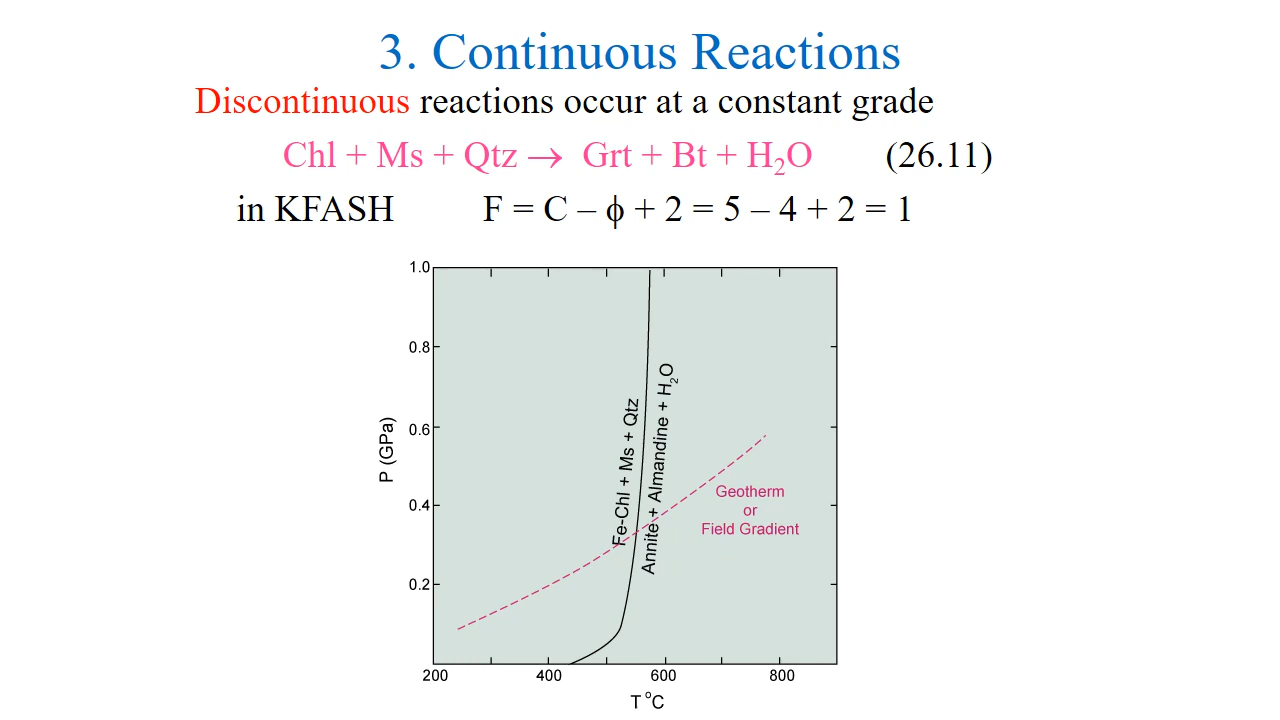 3. Continuous Reactions
Discontinuous reactions occur at a constant grade
Chl + Ms + Qtz → Grt + Bt + H₂O (26.11)
in KFASH F = C – ϕ + 2 = 5 – 4 + 2 = 1
1.0
0.8
0.6
0.4
0.2
P (GPa)
Fe-Chl + Ms + Qtz
Annite + Almandine + H₂O
Geotherm
or
Field Gradient
200 400 600 800
T °C